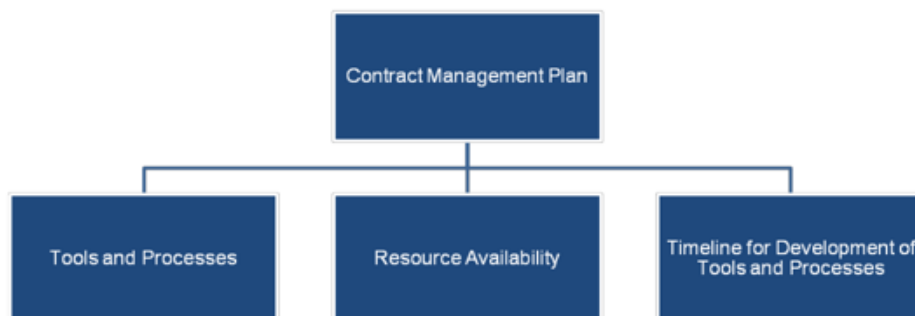 Contract Management Plan
Tools and Processes
Resource Availability
Timeline for Development of
Tools and Processes